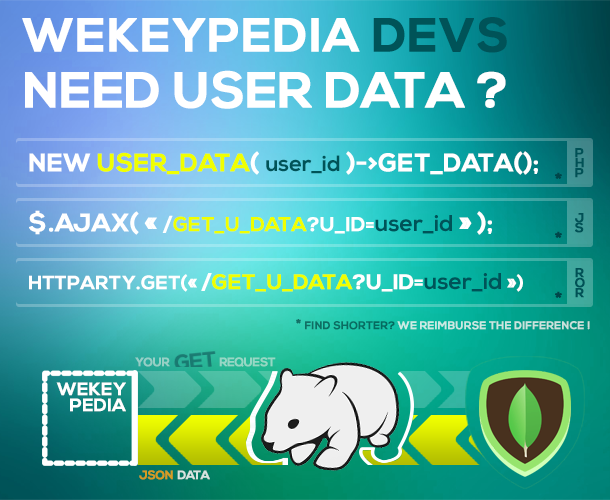 WEKEYPEDIA DEVS
NEED USER DATA ?
NEW USER_DATA( user_id )->GET_DATA(); * PHP
$.AJAX( « /GET_U_DATA?U_ID=user_id » ); * JS
HTTPARTY.GET(« /GET_U_DATA?U_ID=user_id ») * ROR
* FIND SHORTER? WE REIMBURSE THE DIFFERENCE !
YOUR GET REQUEST
WEKEY
PEDIA
JSON DATA